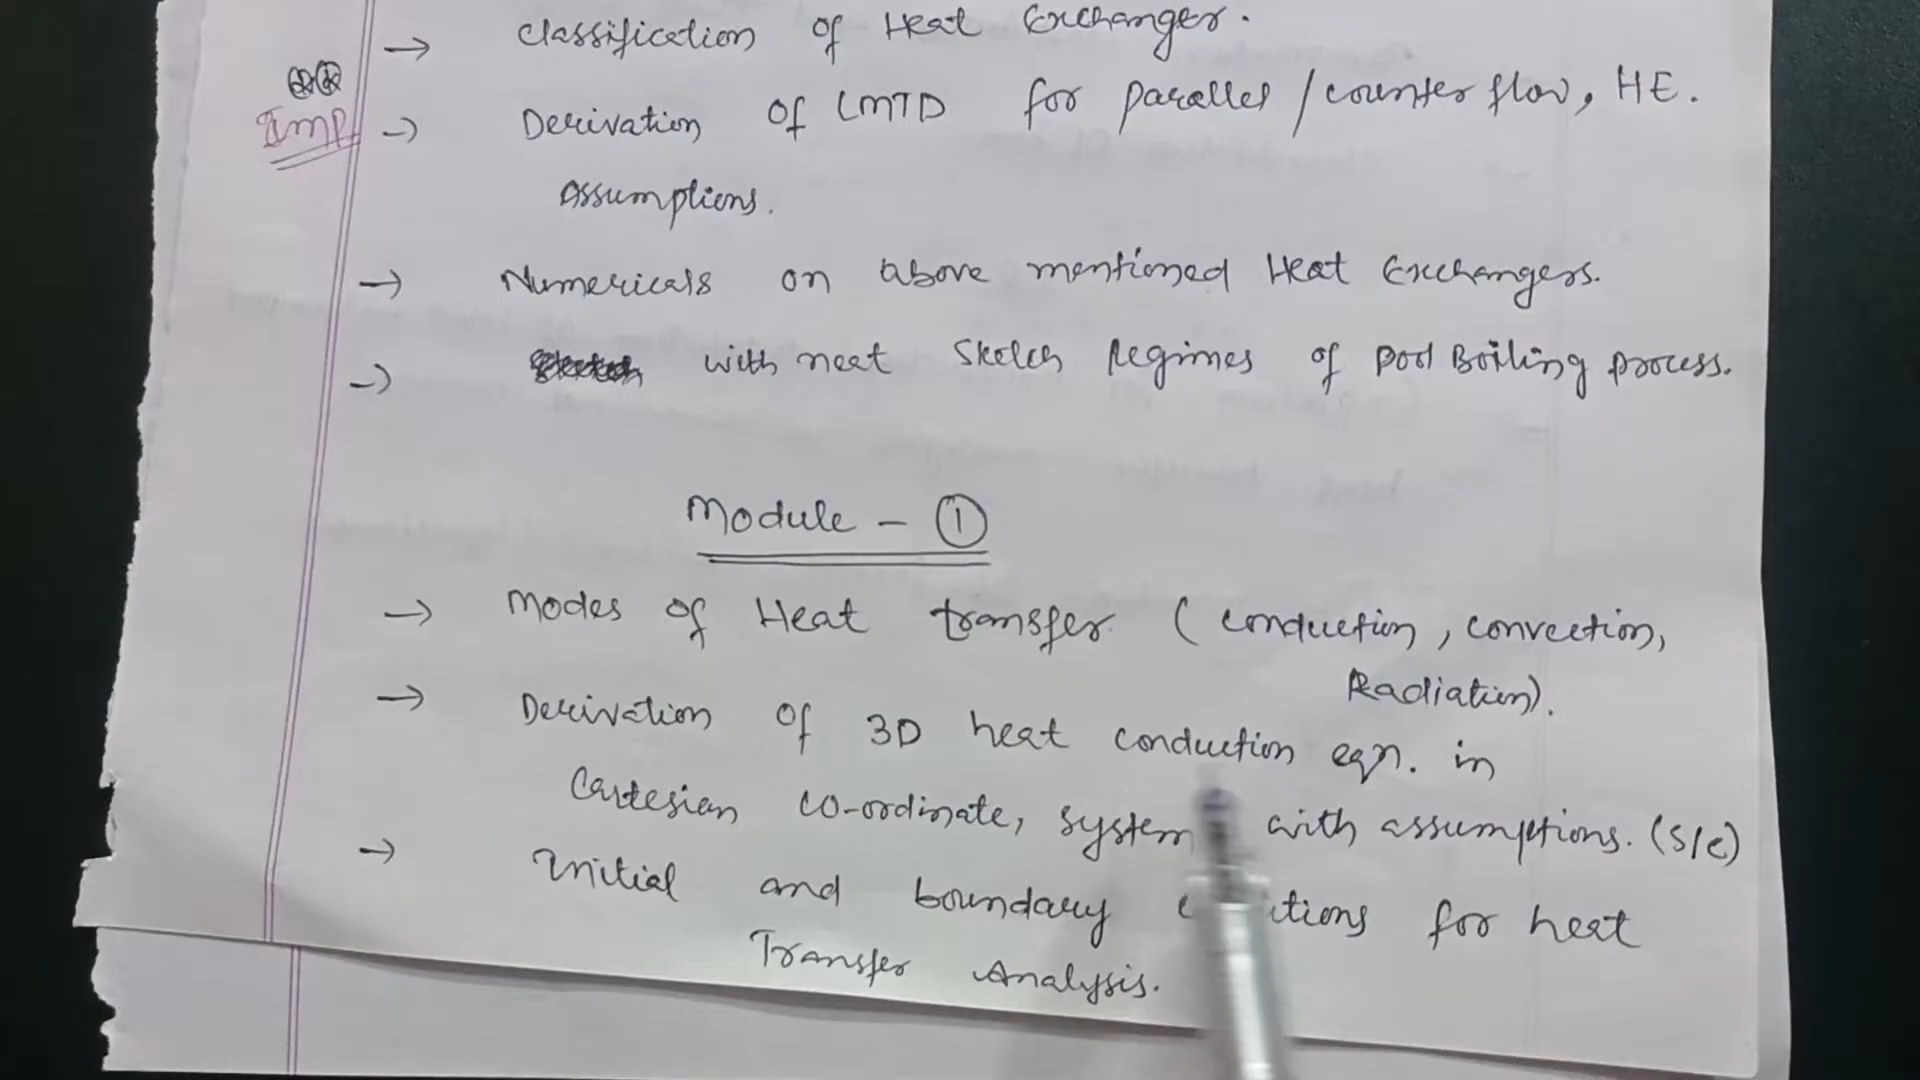 → Classification of Heat Exchanger.
Imp → Derivation of LMTD for parallel / counter flow, HE.
Assumptions.
→ Numericals on above mentioned Heat Exchangers.
→ with neat Sketch Regimes of pool Boiling process.
Module - ①
→ Modes of Heat transfer (conduction, convection,
Radiation).
→ Derivation of 3D heat conduction eqn. in
Cartesian co-ordinate, system with assumptions. (S/C)
→ Initial and boundary for heat
Transfer Analysis.